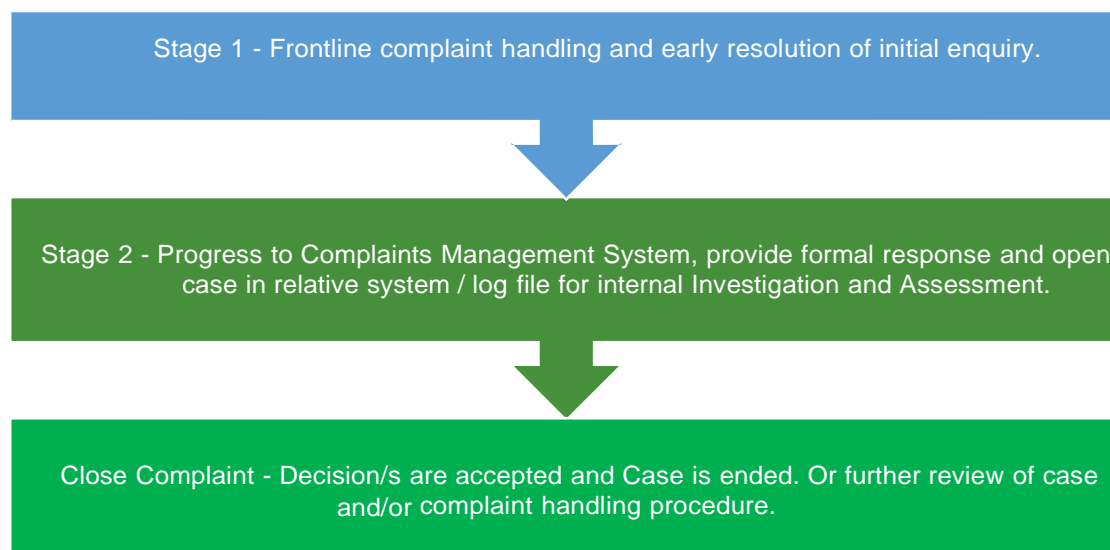 Stage 1 - Frontline complaint handling and early resolution of initial enquiry.
Stage 2 - Progress to Complaints Management System, provide formal response and open
case in relative system / log file for internal Investigation and Assessment.
Close Complaint - Decision/s are accepted and Case is ended. Or further review of case
and/or complaint handling procedure.